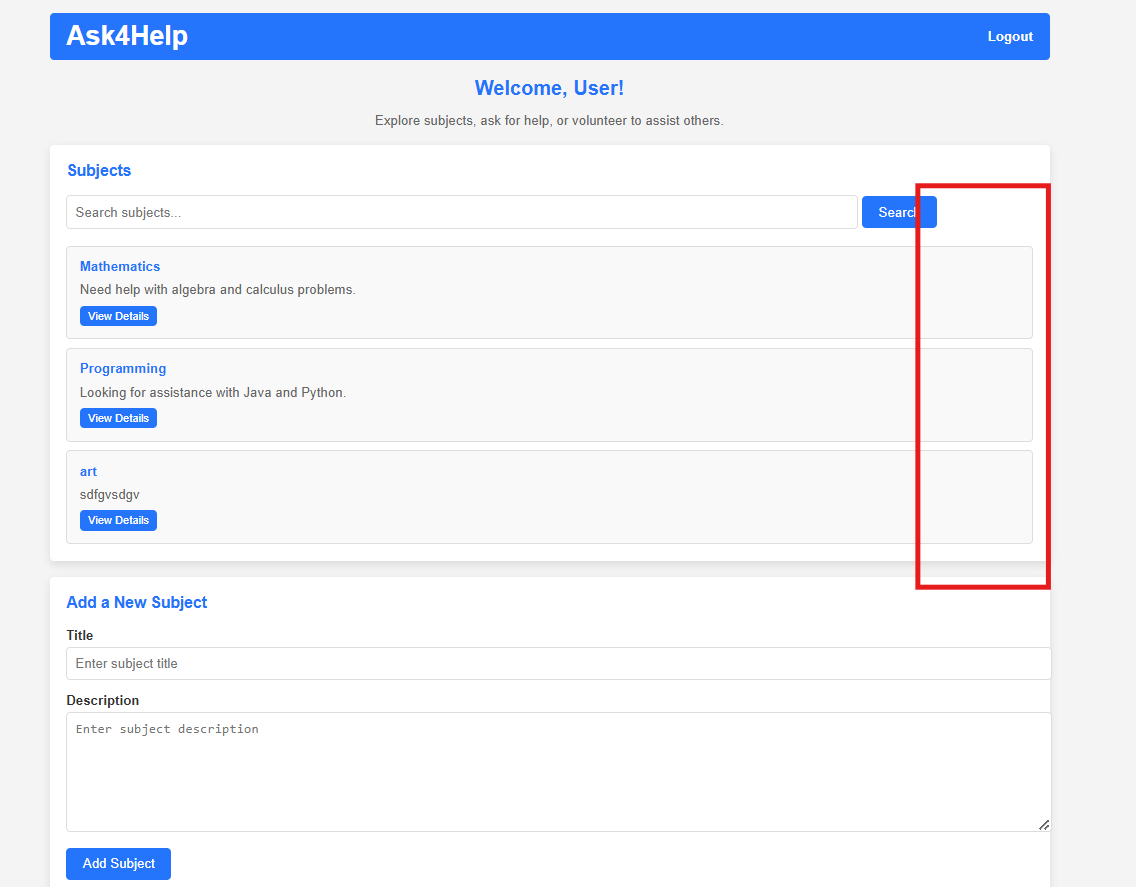 Ask4Help
Logout
Welcome, User!
Explore subjects, ask for help, or volunteer to assist others.
Subjects
Search subjects...
Search
Mathematics
Need help with algebra and calculus problems.
View Details
Programming
Looking for assistance with Java and Python.
View Details
art
sdfgvsdgv
View Details
Add a New Subject
Title
Enter subject title
Description
Enter subject description
Add Subject